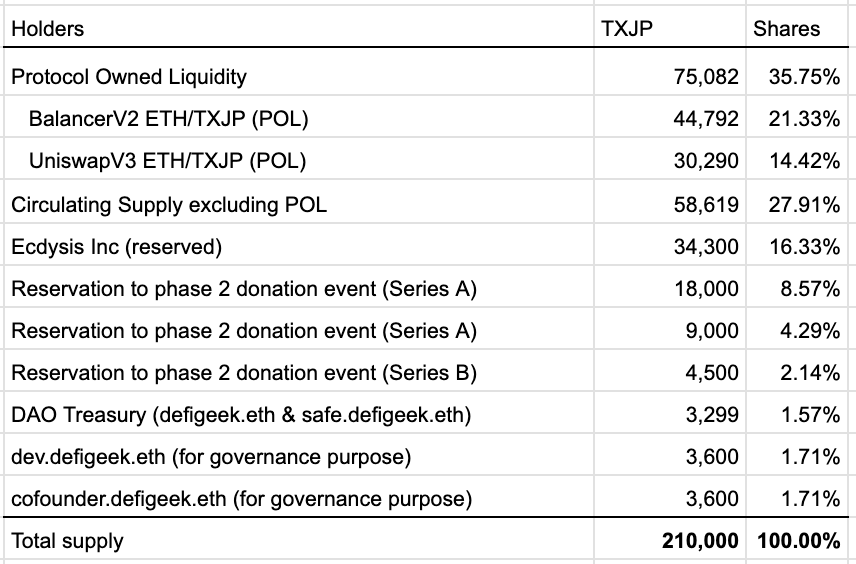 Holders TXJP Shares
Protocol Owned Liquidity 75,082 35.75%
BalancerV2 ETH/TXJP (POL) 44,792 21.33%
UniswapV3 ETH/TXJP (POL) 30,290 14.42%
Circulating Supply excluding POL 58,619 27.91%
Ecdysis Inc (reserved) 34,300 16.33%
Reservation to phase 2 donation event (Series A) 18,000 8.57%
Reservation to phase 2 donation event (Series A) 9,000 4.29%
Reservation to phase 2 donation event (Series B) 4,500 2.14%
DAO Treasury (defigeek.eth & safe.defigeek.eth) 3,299 1.57%
dev.defigeek.eth (for governance purpose) 3,600 1.71%
cofounder.defigeek.eth (for governance purpose) 3,600 1.71%
Total supply 210,000 100.00%